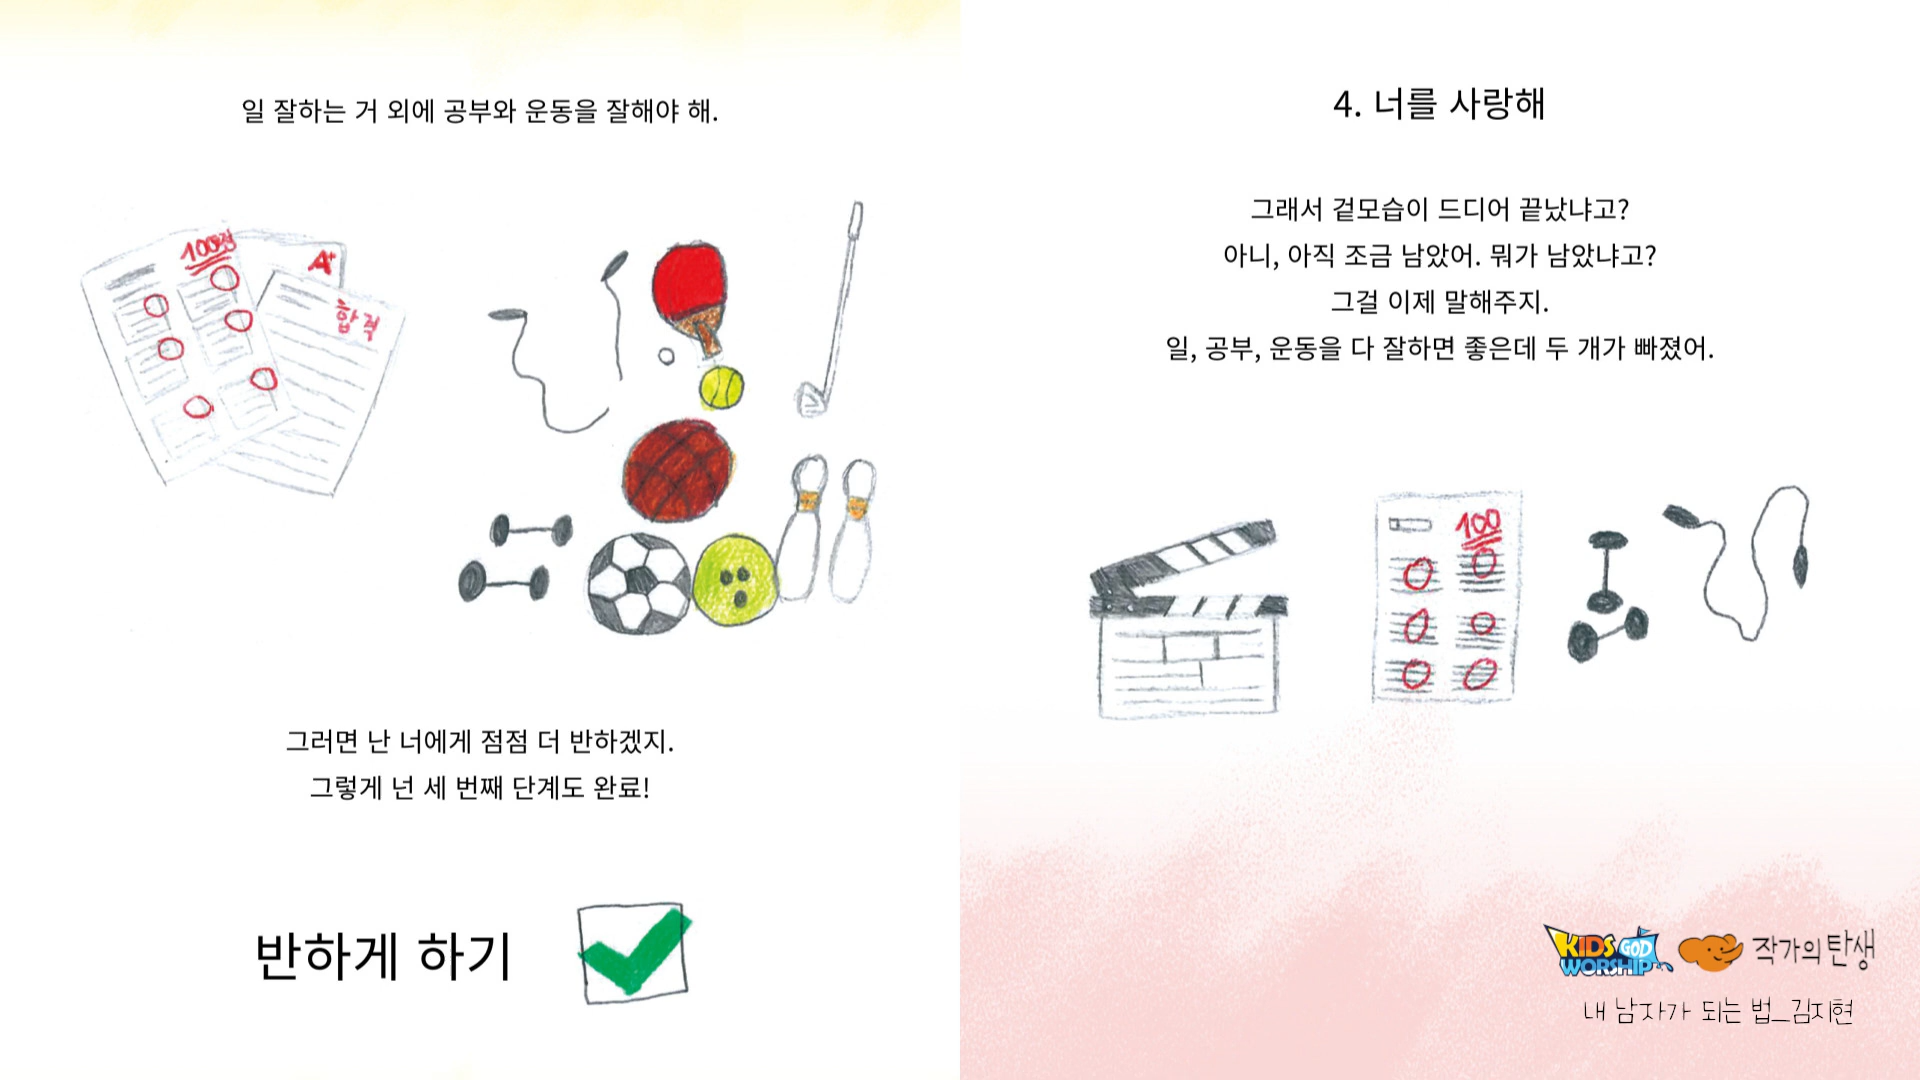 일 잘하는 거 외에 공부와 운동을 잘해야 해.
100점
A+
합격
그러면 난 너에게 점점 더 반하겠지.
그렇게 넌 세 번째 단계도 완료!
반하게 하기
4. 너를 사랑해
그래서 겉모습이 드디어 끝났냐고?
아니, 아직 조금 남았어. 뭐가 남았냐고?
그걸 이제 말해주지.
일, 공부, 운동을 다 잘하면 좋은데 두 개가 빠졌어.
100
KIDS GOD WORSHIP
작가의 탄생
내 남자가 되는 법_김지현